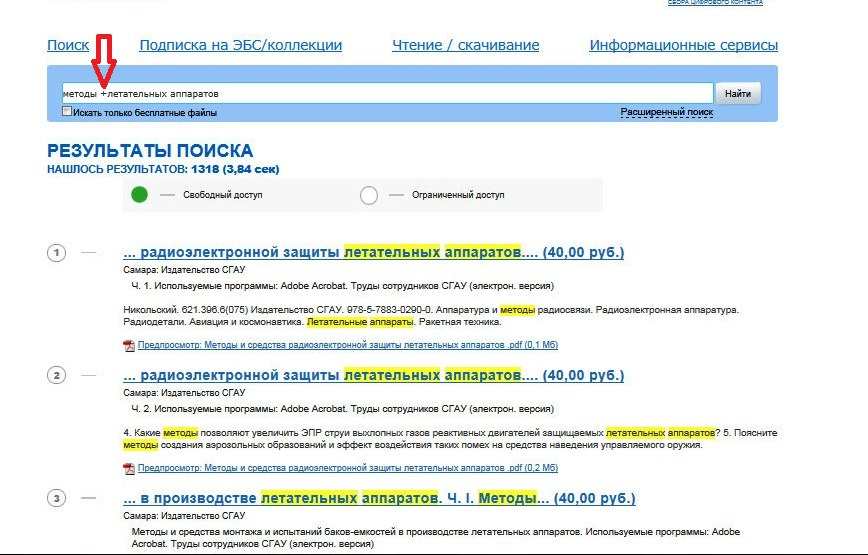 СБОРА ЦИФРОВОГО КОНТЕНТА
Поиск Подписка на ЭБС/коллекции Чтение / скачивание Информационные сервисы
методы +летательных аппаратов Найти
Искать только бесплатные файлы Расширенный поиск
РЕЗУЛЬТАТЫ ПОИСКА
НАШЛОСЬ РЕЗУЛЬТАТОВ: 1318 (3,84 сек)
— Свободный доступ — Ограниченный доступ
1 — ... радиоэлектронной защиты летательных аппаратов.... (40,00 руб.)
Самара: Издательство СГАУ
Ч. 1. Используемые программы: Adobe Acrobat. Труды сотрудников СГАУ (электрон. версия)
Никольский. 621.396.6(075) Издательство СГАУ. 978-5-7883-0290-0. Аппаратура и методы радиосвязи. Радиоэлектронная аппаратура.
Радиодетали. Авиация и космонавтика. Летательные аппараты. Ракетная техника.
Предпросмотр: Методы и средства радиоэлектронной защиты летательных аппаратов .pdf (0,1 Мб)
2 — ... радиоэлектронной защиты летательных аппаратов.... (40,00 руб.)
Самара: Издательство СГАУ
Ч. 2. Используемые программы: Adobe Acrobat. Труды сотрудников СГАУ (электрон. версия)
4. Какие методы позволяют увеличить ЭПР струи выхлопных газов реактивных двигателей защищаемых летательных аппаратов? 5. Поясните
методы создания аэрозольных образований и эффект воздействия таких помех на средства наведения управляемого оружия.
Предпросмотр: Методы и средства радиоэлектронной защиты летательных аппаратов .pdf (0,2 Мб)
3 — ... в производстве летательных аппаратов. Ч. I. Методы... (40,00 руб.)
Самара: Издательство СГАУ
Методы и средства монтажа и испытаний баков-емкостей в производстве летательных аппаратов. Используемые программы: Adobe
Acrobat. Труды сотрудников СГАУ (электрон. версия)